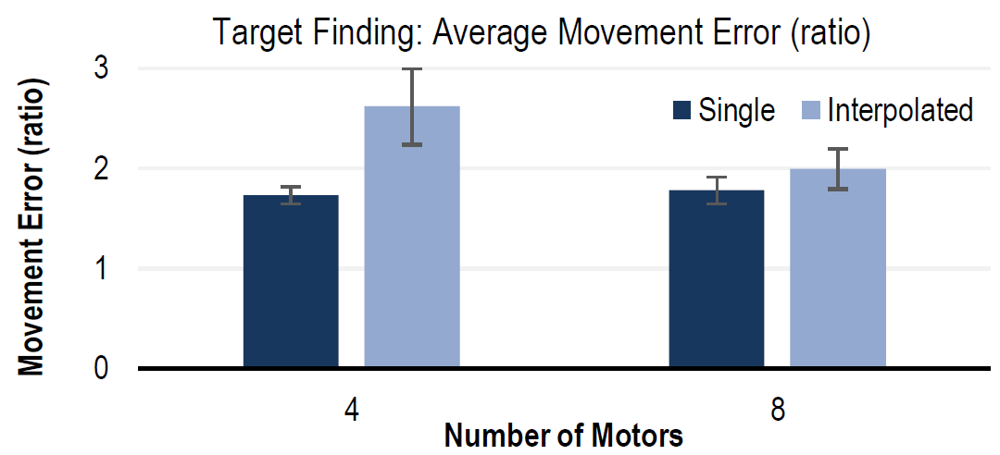 Target Finding: Average Movement Error (ratio)
Movement Error (ratio)
3
2
1
0
Single
Interpolated
4
8
Number of Motors